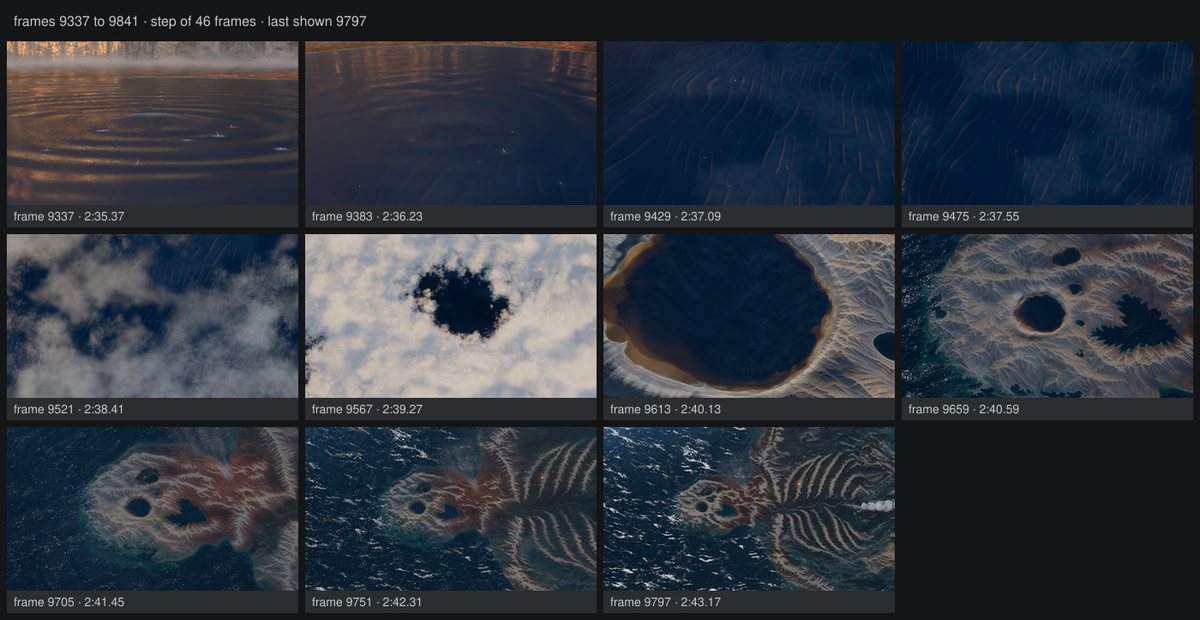 frames 9337 to 9841 · step of 46 frames · last shown 9797
frame 9337 · 2:35.37
frame 9383 · 2:36.23
frame 9429 · 2:37.09
frame 9475 · 2:37.55
frame 9521 · 2:38.41
frame 9567 · 2:39.27
frame 9613 · 2:40.13
frame 9659 · 2:40.59
frame 9705 · 2:41.45
frame 9751 · 2:42.31
frame 9797 · 2:43.17